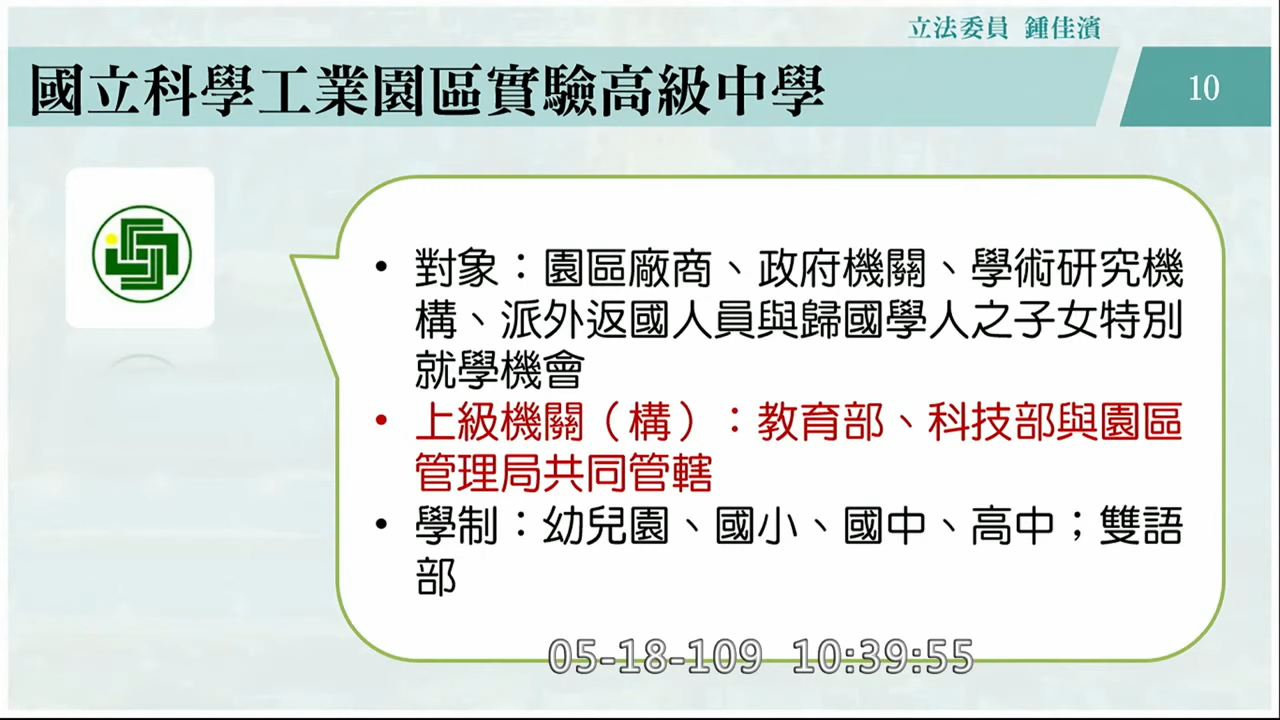 立法委員 鍾佳濱
國立科學工業園區實驗高級中學
10
• 對象：園區廠商、政府機關、學術研究機
構、派外返國人員與歸國學人之子女特別
就學機會
• 上級機關（構）：教育部、科技部與園區
管理局共同管轄
• 學制：幼兒園、國小、國中、高中；雙語
部
05-18-109 10:39:55